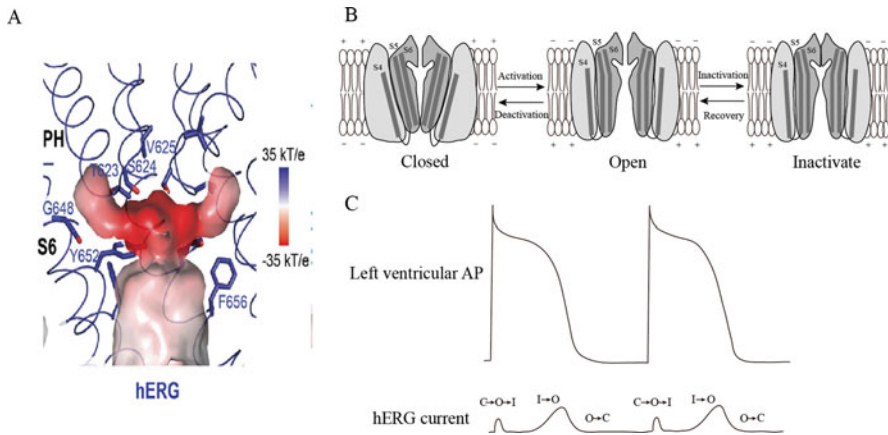 A
PH
V625
T623
S624
35 kT/e
G648
S6
Y652
-35 kT/e
F656
hERG
B
+ + + +
S5
S6
S4
- - - -
Activation
Deactivation
- - - -
S5
S6
S4
+ + + +
Inactivation
Recovery
- - - -
S5
S6
S4
+ + + +
Closed
Open
Inactivate
C
Left ventricular AP
C→O→I
I→O
O→C
C→O→I
I→O
O→C
hERG current